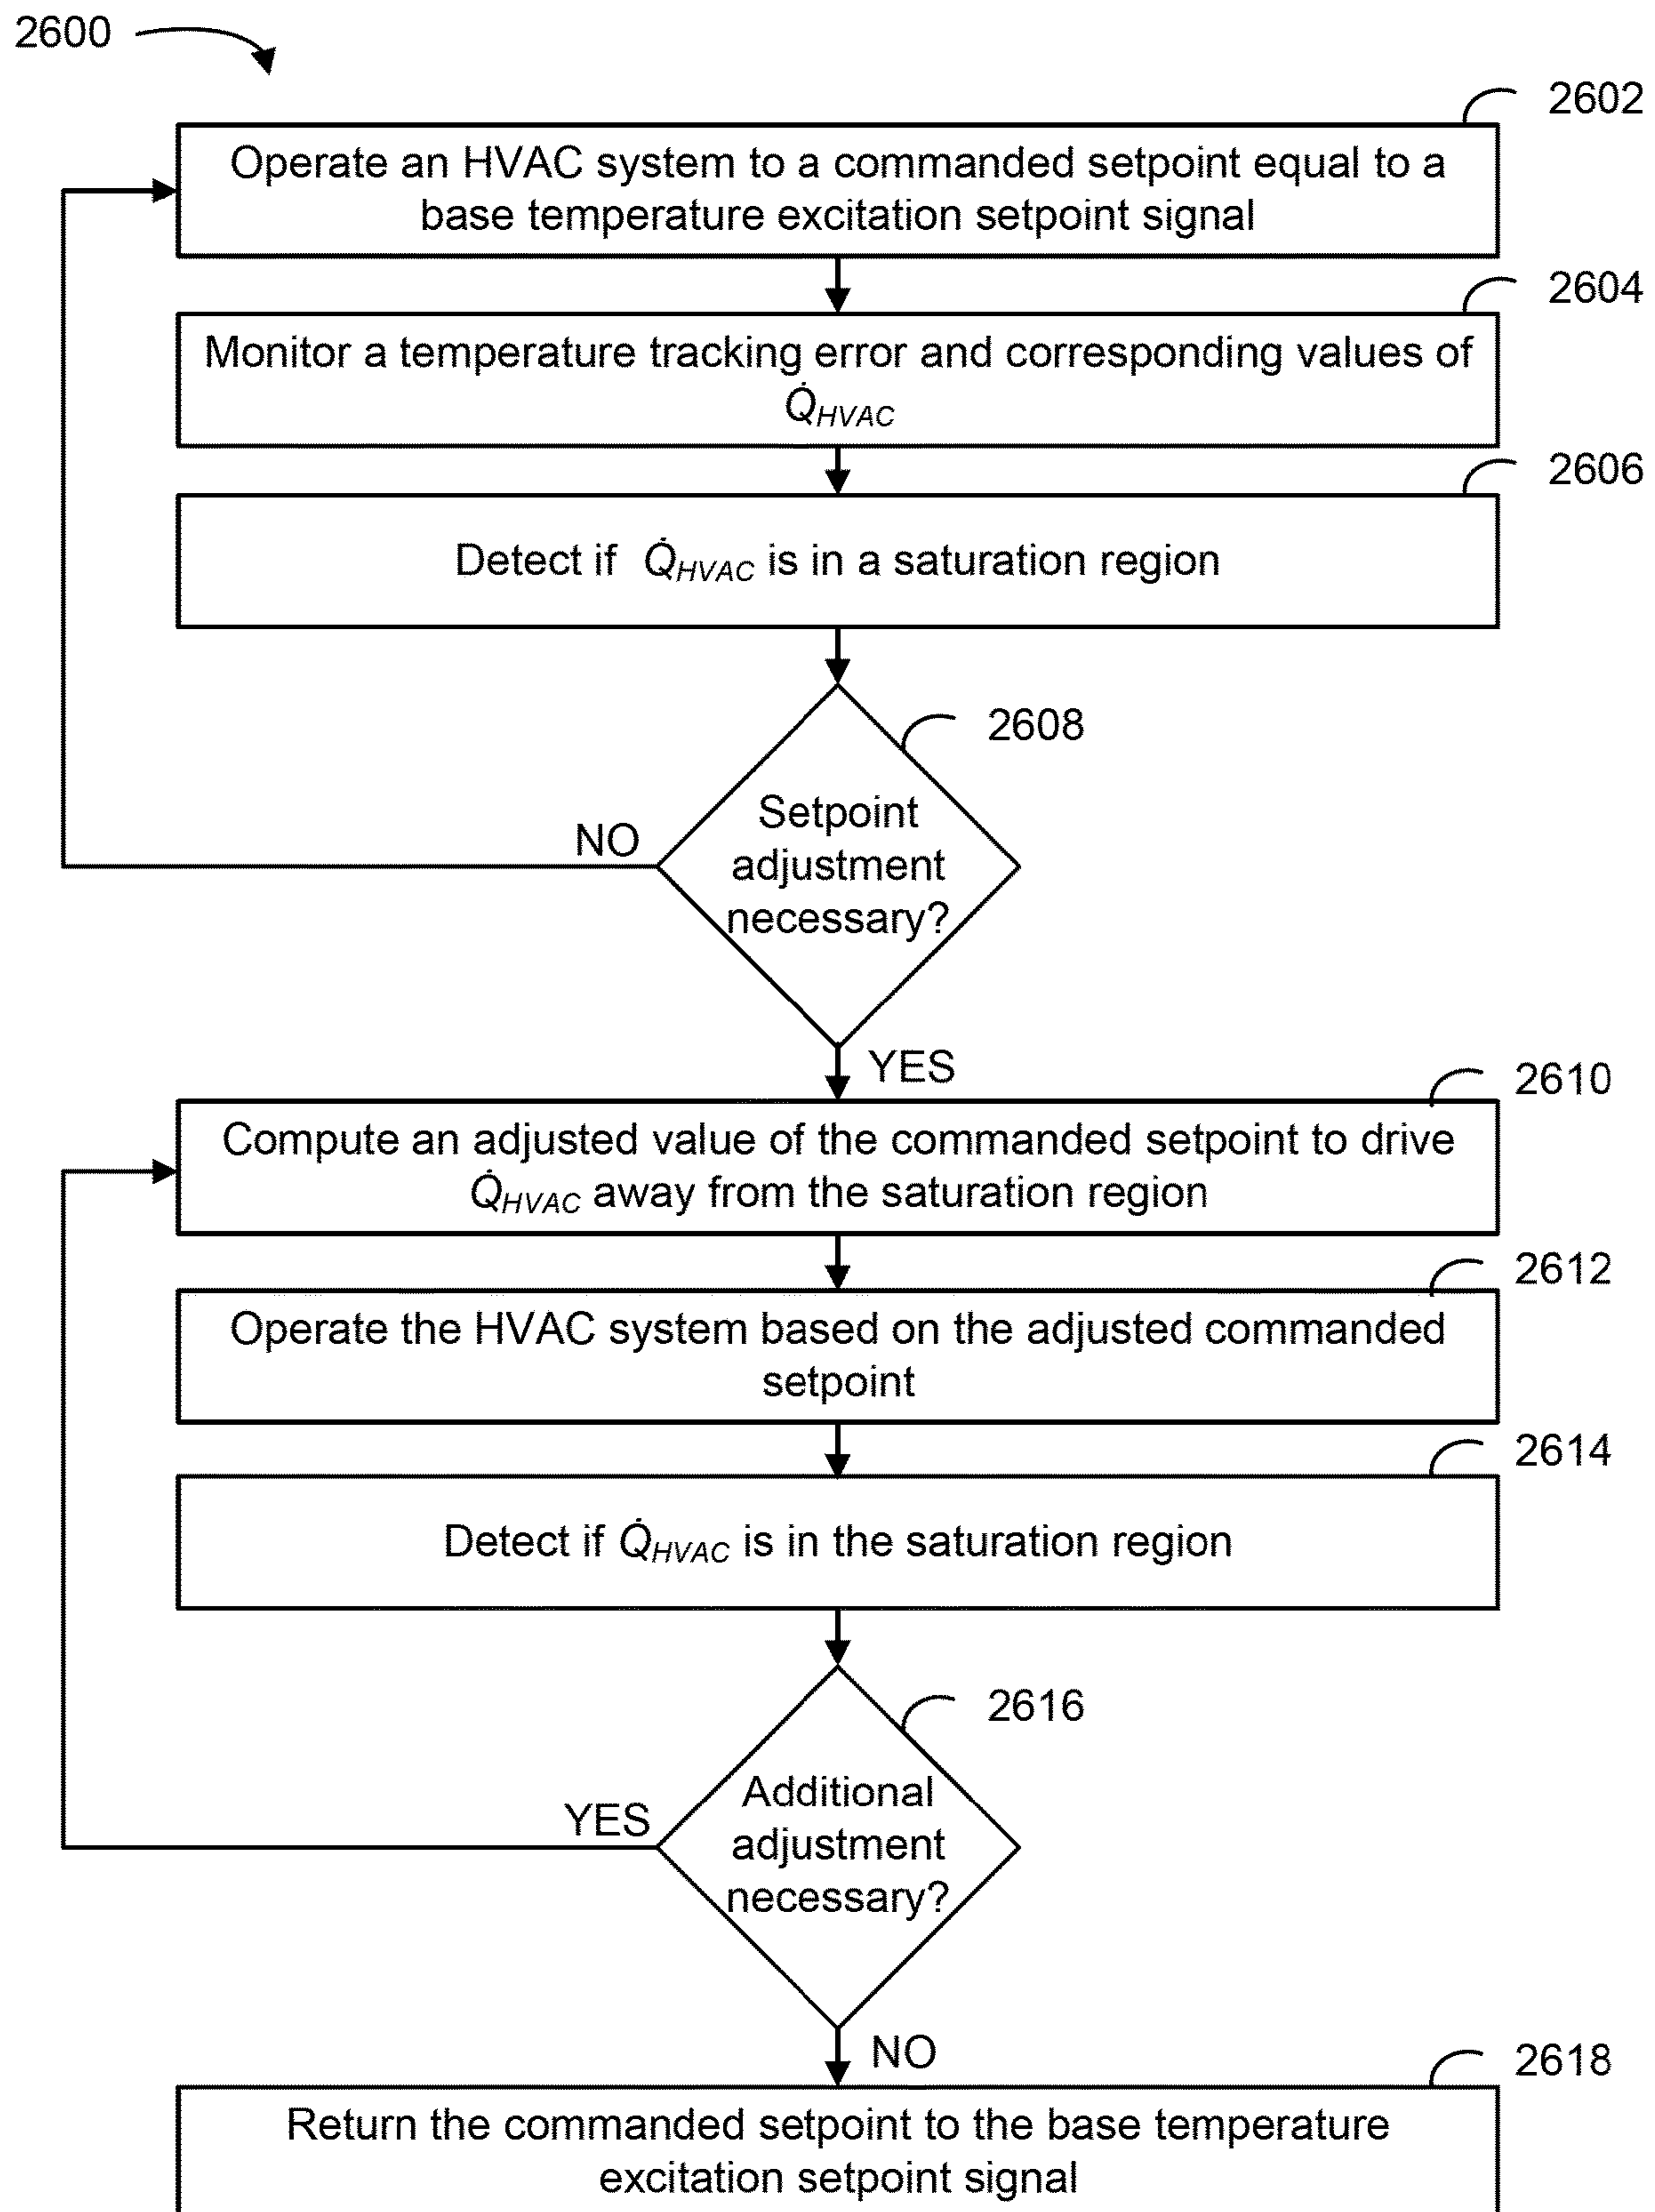 2600
2602
Operate an HVAC system to a commanded setpoint equal to a
base temperature excitation setpoint signal
2604
Monitor a temperature tracking error and corresponding values of
Q̇HVAC
2606
Detect if Q̇HVAC is in a saturation region
2608
Setpoint
adjustment
necessary?
NO
YES
2610
Compute an adjusted value of the commanded setpoint to drive
Q̇HVAC away from the saturation region
2612
Operate the HVAC system based on the adjusted commanded
setpoint
2614
Detect if Q̇HVAC is in the saturation region
2616
Additional
adjustment
necessary?
YES
NO
2618
Return the commanded setpoint to the base temperature
excitation setpoint signal